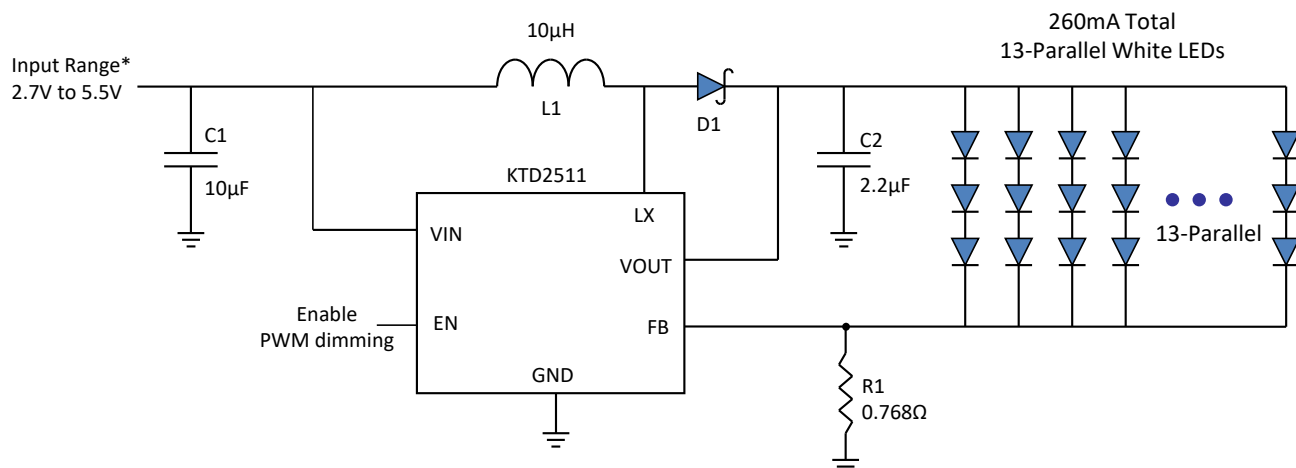 260mA Total
13-Parallel White LEDs
Input Range*
2.7V to 5.5V
10µH
L1
D1
C1
10µF
C2
2.2µF
KTD2511
LX
VIN
VOUT
13-Parallel
Enable
PWM dimming
EN
FB
GND
R1
0.768Ω